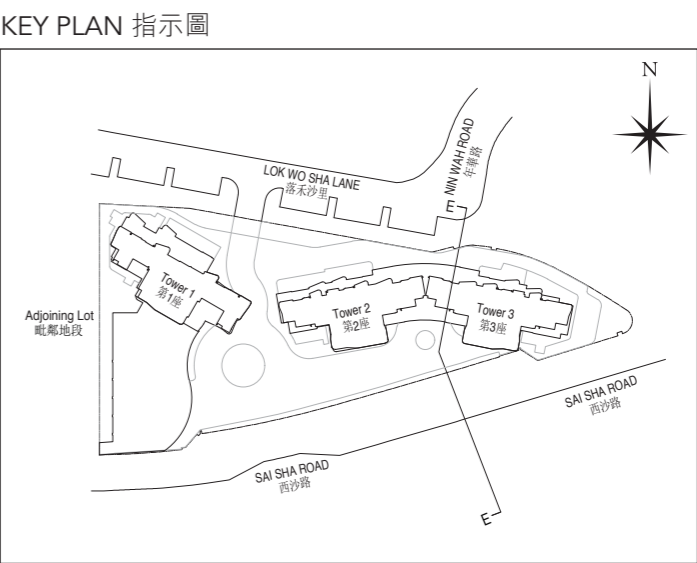 KEY PLAN 指示圖
N
NIN WAH ROAD
年華路
LOK WO SHA LANE
落禾沙里
E
Tower 1
第1座
Tower 2
第2座
Tower 3
第3座
Adjoining Lot
毗鄰地段
SAI SHA ROAD
西沙路
SAI SHA ROAD
西沙路
E